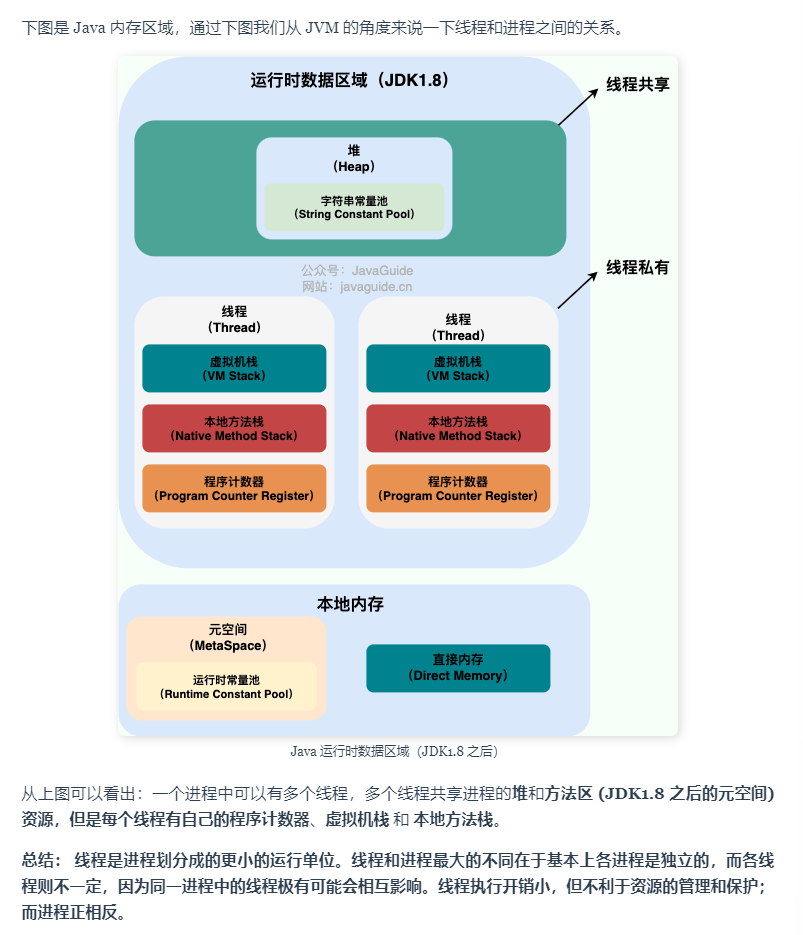 下图是 Java 内存区域，通过下图我们从 JVM 的角度来说一下线程和进程之间的关系。
运行时数据区域（JDK1.8）
线程共享
堆
（Heap）
字符串常量池
（String Constant Pool）
公众号：JavaGuide
网站：javaguide.cn
线程私有
线程
（Thread）
虚拟机栈
（VM Stack）
本地方法栈
（Native Method Stack）
程序计数器
（Program Counter Register）
线程
（Thread）
虚拟机栈
（VM Stack）
本地方法栈
（Native Method Stack）
程序计数器
（Program Counter Register）
本地内存
元空间
（MetaSpace）
运行时常量池
（Runtime Constant Pool）
直接内存
（Direct Memory）
Java 运行时数据区域（JDK1.8 之后）
从上图可以看出：一个进程中可以有多个线程，多个线程共享进程的堆和方法区 (JDK1.8 之后的元空间)
资源，但是每个线程有自己的程序计数器、虚拟机栈 和 本地方法栈。
总结： 线程是进程划分成的更小的运行单位。线程和进程最大的不同在于基本上各进程是独立的，而各线
程则不一定，因为同一进程中的线程极有可能会相互影响。线程执行开销小，但不利于资源的管理和保护；
而进程正相反。